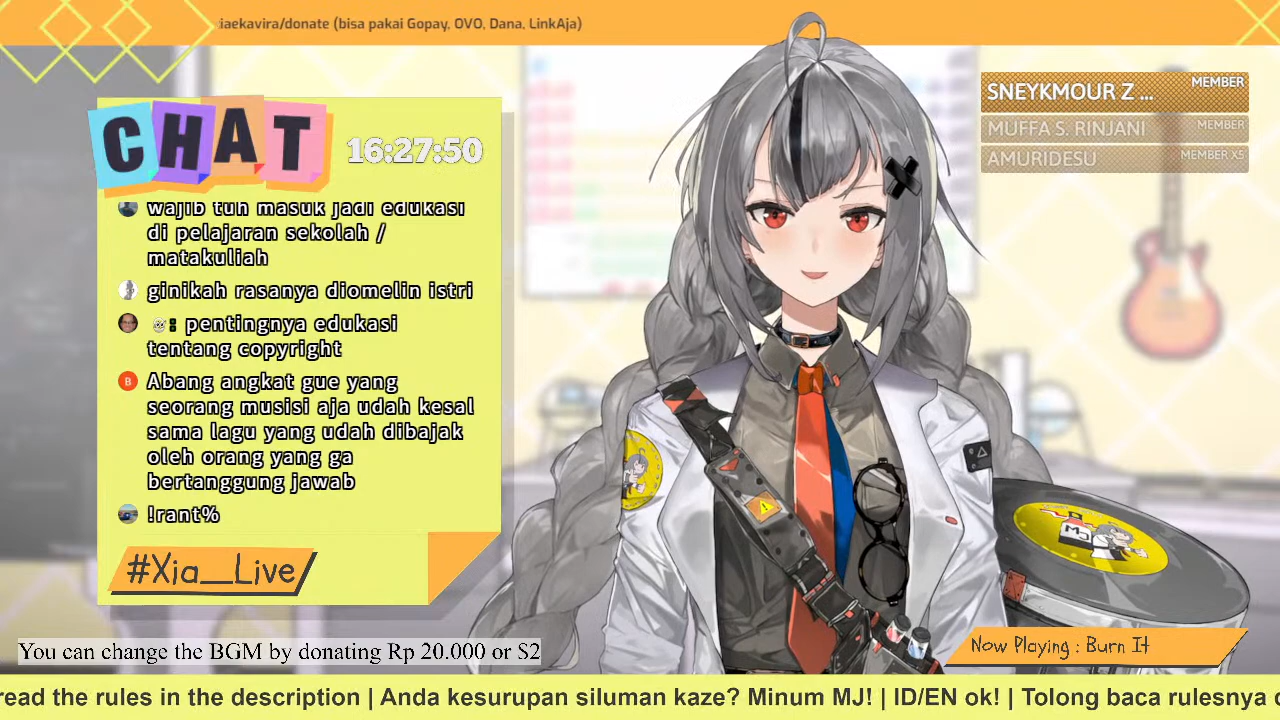 iaekavira/donate (bisa pakai Gopay, OVO, Dana, LinkAja)
CHAT
16:27:50
wajib tuh masuk jadi edukasi
di pelajaran sekolah /
matakuliah
ginikah rasanya diomelin istri
: pentingnya edukasi
tentang copyright
B
Abang angkat gue yang
seorang musisi aja udah kesal
sama lagu yang udah dibajak
oleh orang yang ga
bertanggung jawab
!rant%
#Xia_Live
SNEYKMOUR Z ... MEMBER
MUFFA S. RINJANI MEMBER
AMURIDESU MEMBER X5
MJ
Now Playing : Burn It
You can change the BGM by donating Rp 20.000 or S2
read the rules in the description | Anda kesurupan siluman kaze? Minum MJ! | ID/EN ok! | Tolong baca rulesnya